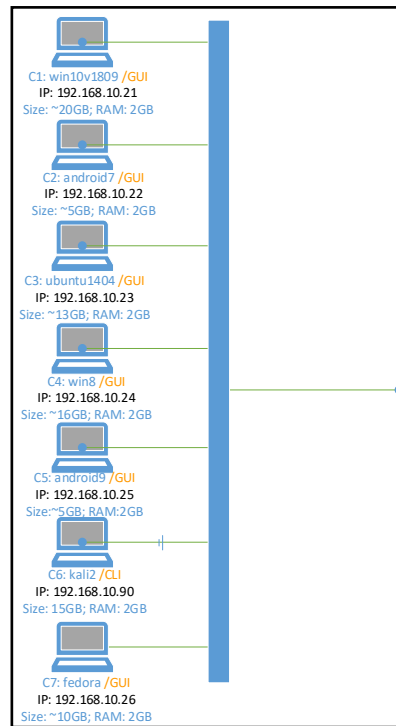 C1: win10v1809 /GUI
IP: 192.168.10.21
Size: ~20GB; RAM: 2GB
C2: android7 /GUI
IP: 192.168.10.22
Size: ~5GB; RAM: 2GB
C3: ubuntu1404 /GUI
IP: 192.168.10.23
Size: ~13GB; RAM: 2GB
C4: win8 /GUI
IP: 192.168.10.24
Size: ~16GB; RAM: 2GB
C5: android9 /GUI
IP: 192.168.10.25
Size:~5GB; RAM:2GB
C6: kali2 /CLI
IP: 192.168.10.90
Size: 15GB; RAM: 2GB
C7: fedora /GUI
IP: 192.168.10.26
Size: ~10GB; RAM: 2GB